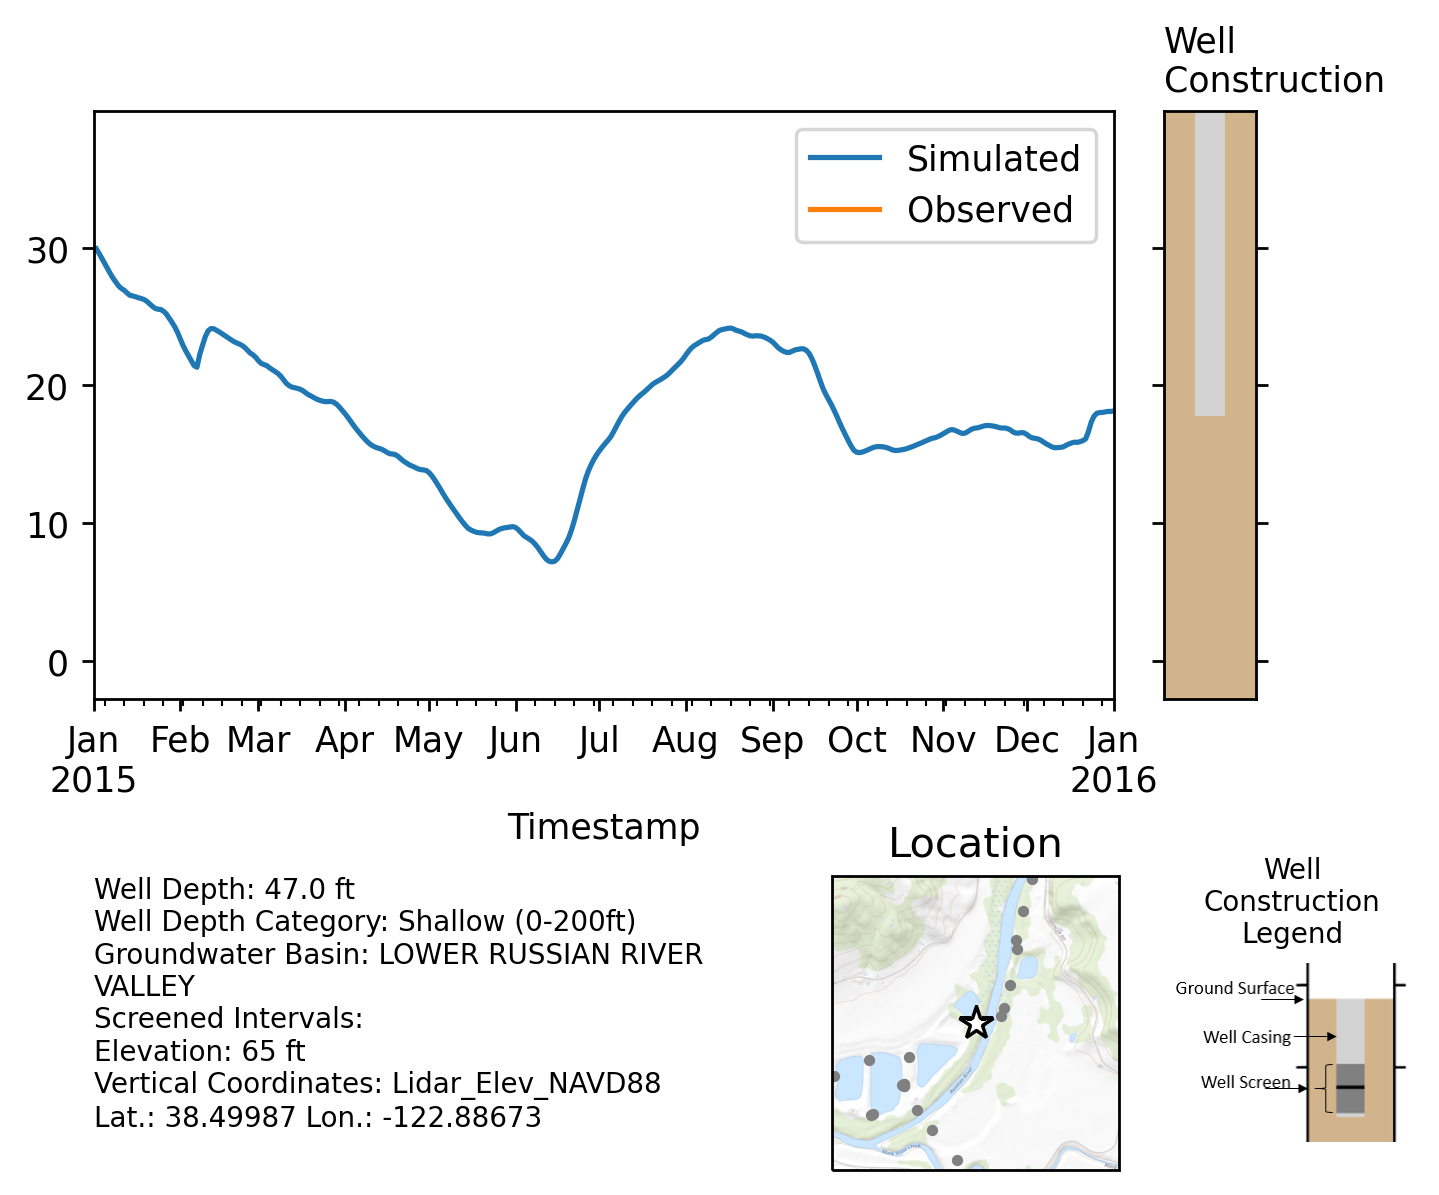 Well
Construction
Simulated
Observed
30
20
10
0
Jan Feb Mar Apr May Jun Jul Aug Sep Oct Nov Dec Jan
2015 2016
Timestamp
Location
Well Depth: 47.0 ft
Well Depth Category: Shallow (0-200ft)
Groundwater Basin: LOWER RUSSIAN RIVER
VALLEY
Screened Intervals:
Elevation: 65 ft
Vertical Coordinates: Lidar_Elev_NAVD88
Lat.: 38.49987 Lon.: -122.88673
Well
Construction
Legend
Ground Surface
Well Casing
Well Screen